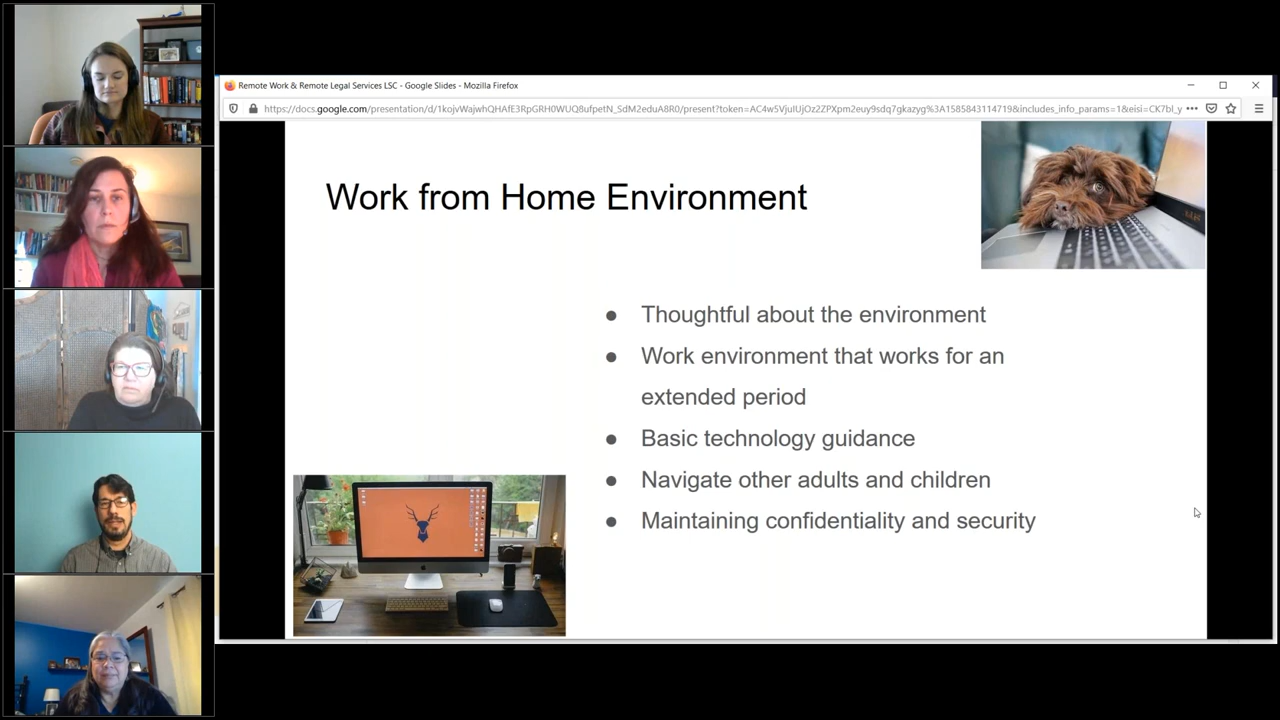 Remote Work & Remote Legal Services LSC - Google Slides - Mozilla Firefox
https://docs.google.com/presentation/d/1kojvWajwhQHAfE3RpGRH0WUQ8ufpetN_SdM2eduA8R0/present?token=AC4w5VjuIUjOz2ZPXpm2euy9sdq7gkazyg%3A1585843114719&includes_info_params=1&eisi=CK7bl_y
Work from Home Environment
● Thoughtful about the environment
● Work environment that works for an
extended period
● Basic technology guidance
● Navigate other adults and children
● Maintaining confidentiality and security